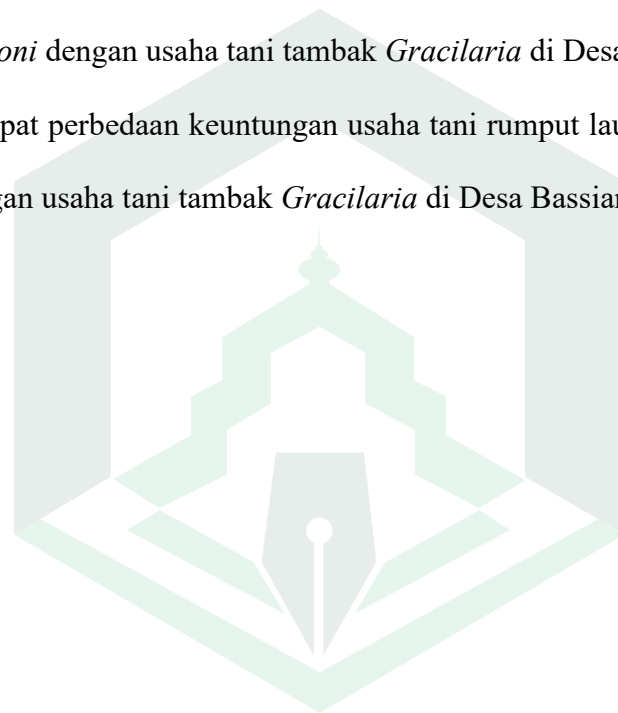 oni dengan usaha tani tambak Gracilaria di Desa
pat perbedaan keuntungan usaha tani rumput lau
gan usaha tani tambak Gracilaria di Desa Bassian